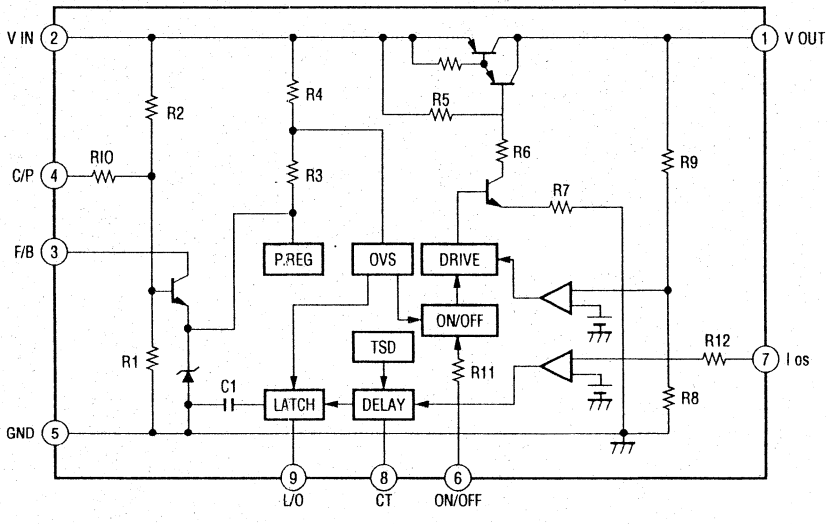 V IN 2
1 V OUT
R4
R2
R5
R6
R9
R10
C/P 4
R3
R7
F/B 3
P.REG
OVS
DRIVE
ON/OFF
TSD
R12
R1
R11
7 I os
C1
R8
LATCH
DELAY
GND 5
9
8
6
L/O
CT
ON/OFF